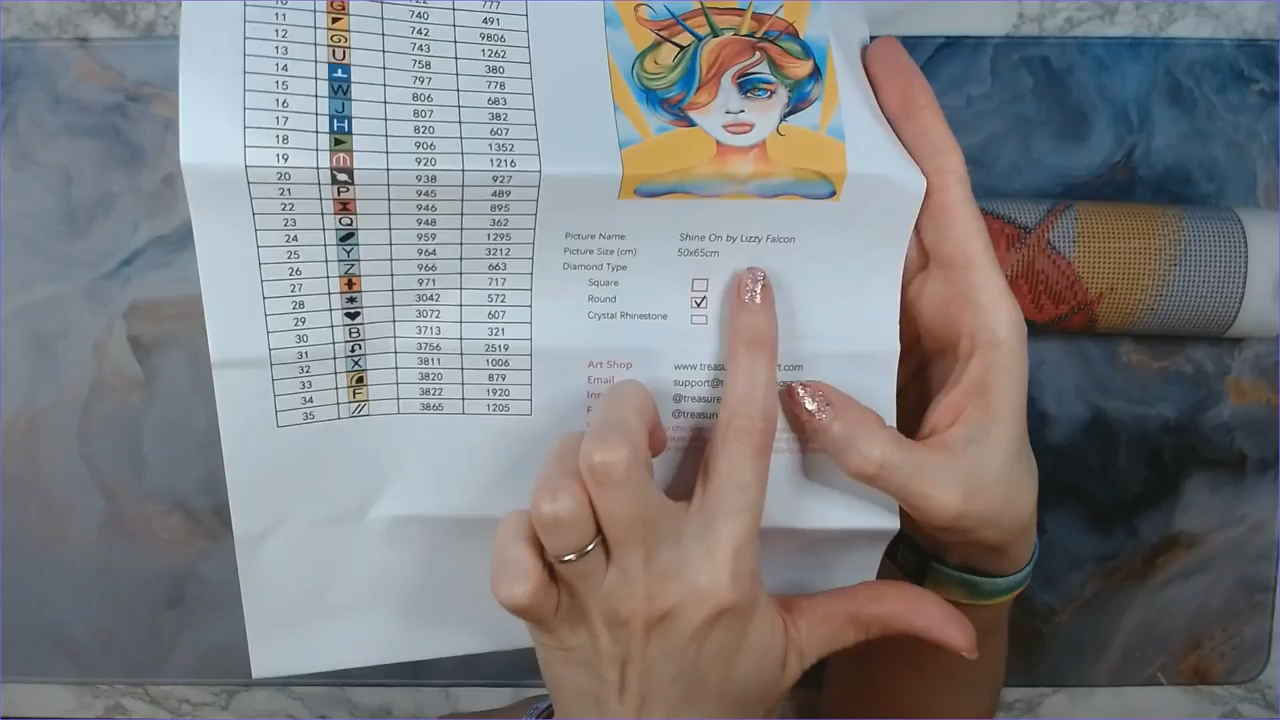 777
10 G 740 491
11 742 9806
12 G 743 1262
13 U 758 380
14 ⊥ 797 778
15 W 806 683
16 J 807 382
17 H 820 607
18 ► 906 1352
19 920 1216
20 938 927
21 P 945 489
22 946 895
23 Q 948 362
24 959 1295
25 Y 964 3212
26 Z 966 663
27 ✚ 971 717
28 * 3042 572
29 ♥ 3072 607
30 B 3713 321
31 3756 2519
32 X 3811 1006
33 3820 879
34 F 3822 1920
35 // 3865 1205
Picture Name: Shine On by Lizzy Falcon
Picture Size (cm): 50x65cm
Diamond Type
Square
Round ✓
Crystal Rhinestone
Art Shop
Email support@t
@treasure
@treasur